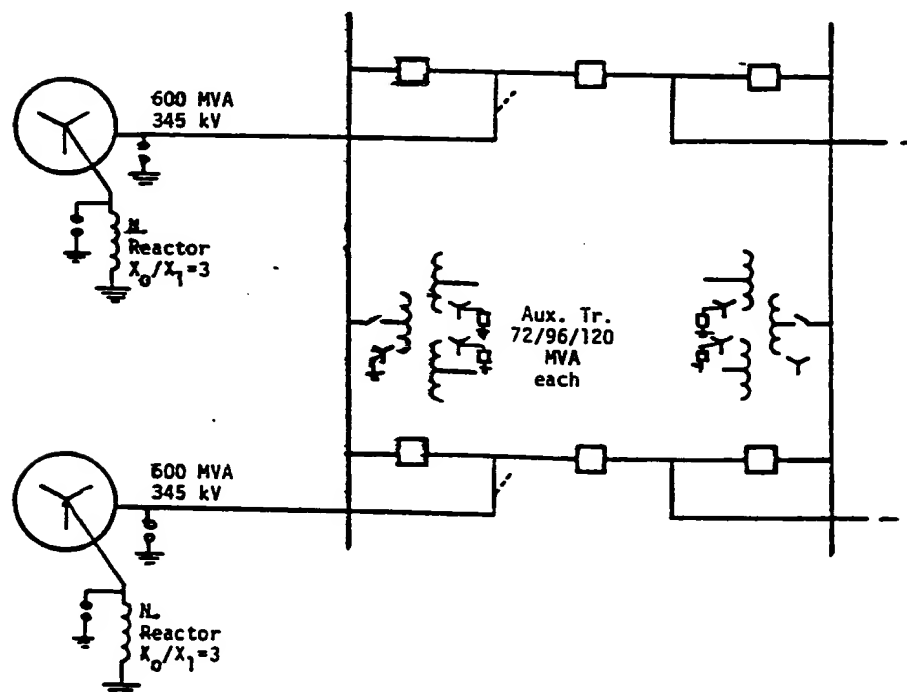 600 MVA
345 kV
N.
Reactor
X₀/X₁=3
Aux. Tr.
72/96/120
MVA
each
600 MVA
345 kV
N.
Reactor
X₀/X₁=3